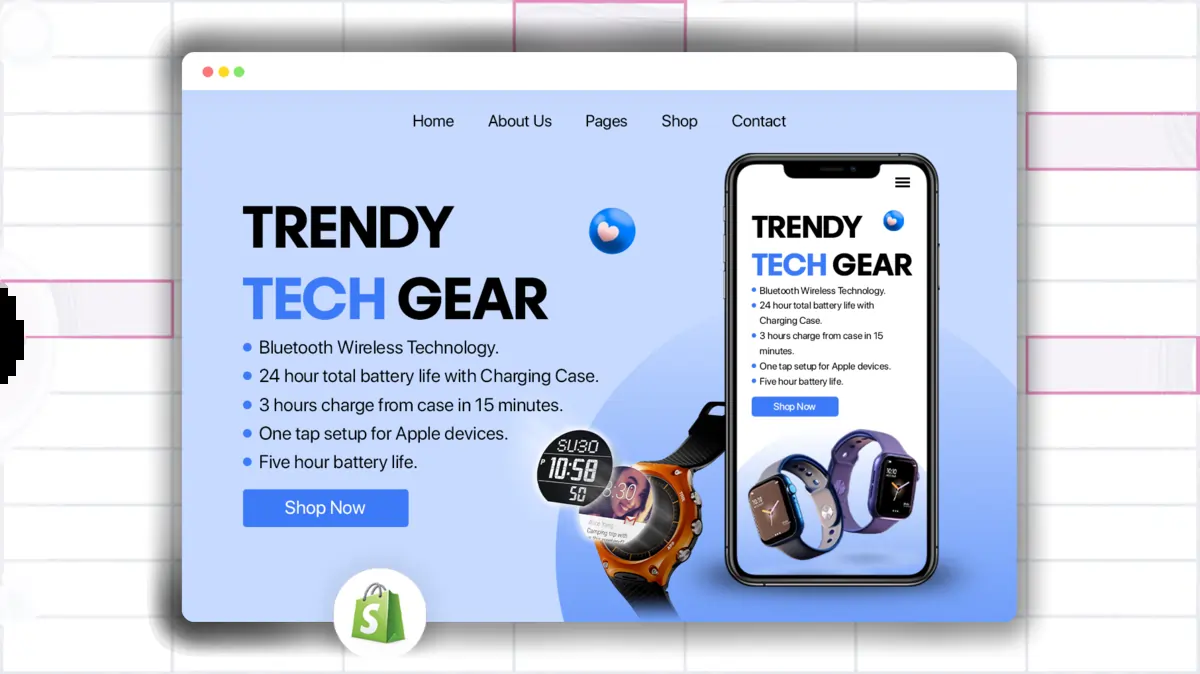 Home About Us Pages Shop Contact
TRENDY
TECH GEAR
Bluetooth Wireless Technology.
24 hour total battery life with Charging Case.
3 hours charge from case in 15 minutes.
One tap setup for Apple devices.
Five hour battery life.
Shop Now
SU30
P 10:58
50
8:30
Camping trip with
S
TRENDY
TECH GEAR
Bluetooth Wireless Technology.
24 hour total battery life with
Charging Case.
3 hours charge from case in 15
minutes.
One tap setup for Apple devices.
Five hour battery life.
Shop Now